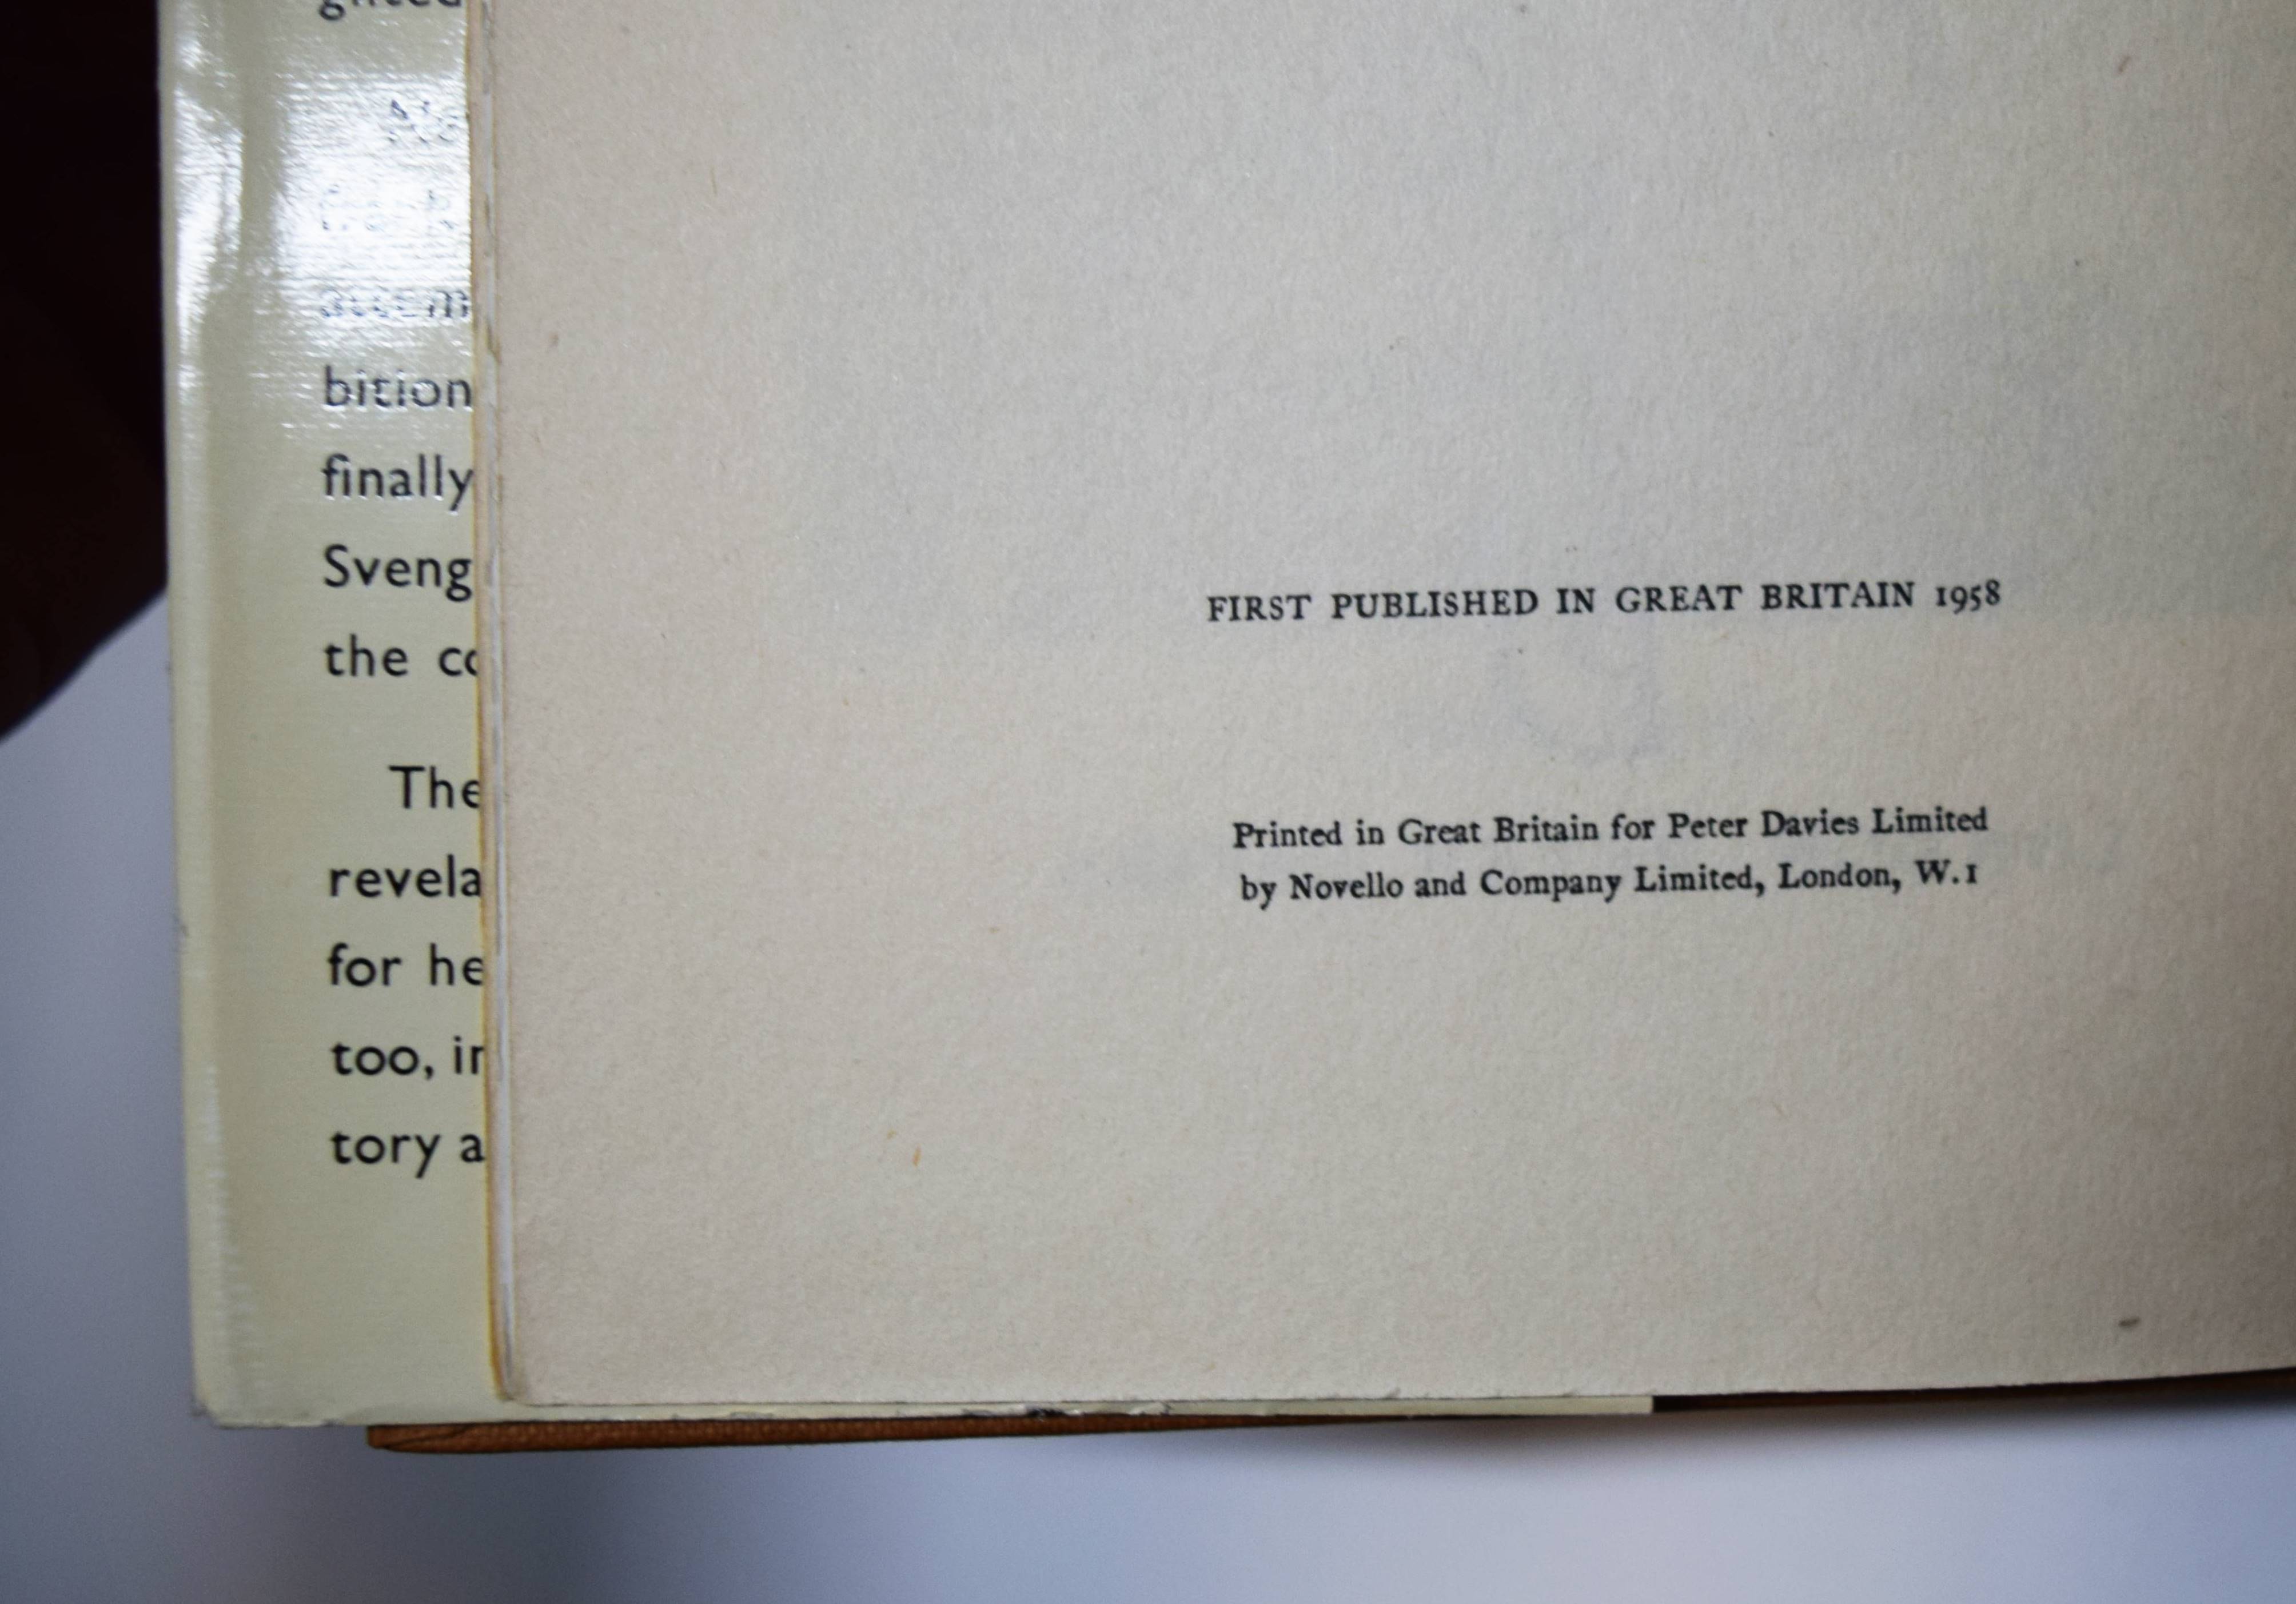 bition
finally
Sveng
the co
The
revela
for he
too, in
tory a
FIRST PUBLISHED IN GREAT BRITAIN 1958
Printed in Great Britain for Peter Davies Limited
by Novello and Company Limited, London, W.1